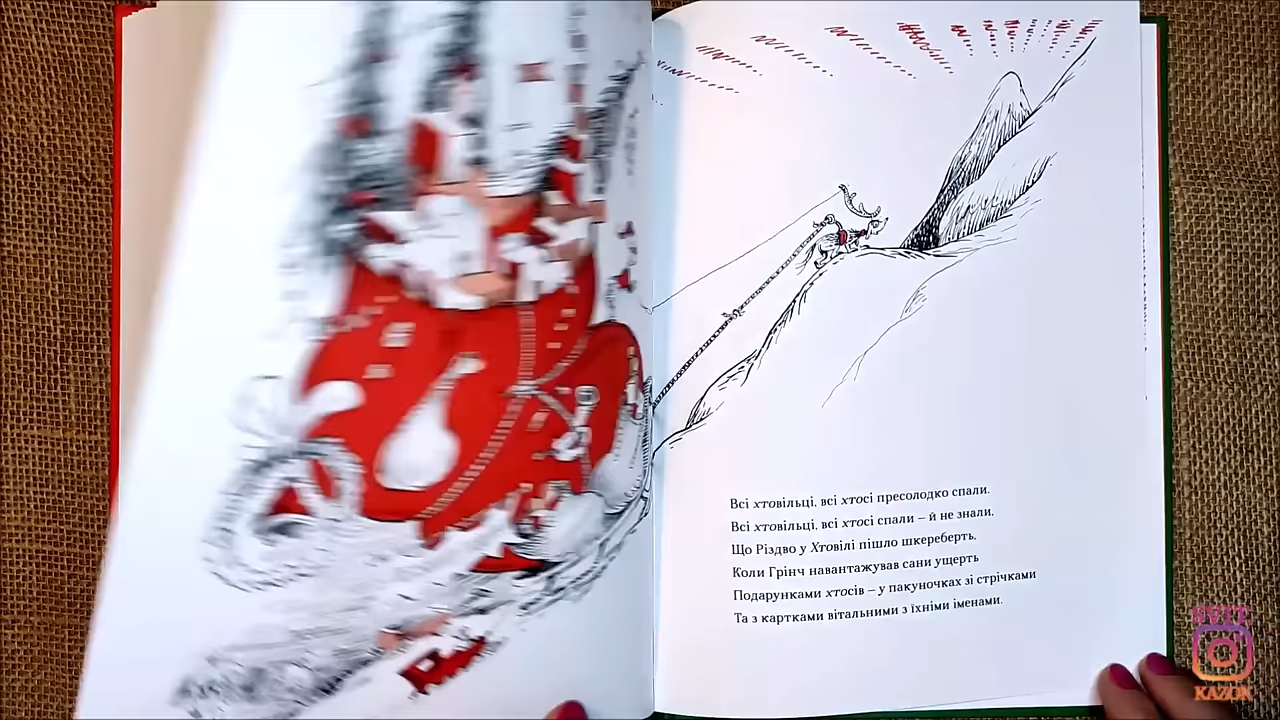 Всі хтовільці, всі хтосі пресолодко спали.
Всі хтовільці, всі хтосі спали – й не знали,
Що Різдво у Хтовілі пішло шкереберть,
Коли Грінч навантажував сани ущерть
Подарунками хтосів – у пакуночках зі стрічками
Та з картками вітальними з їхніми іменами.
SVIT
KAZOK